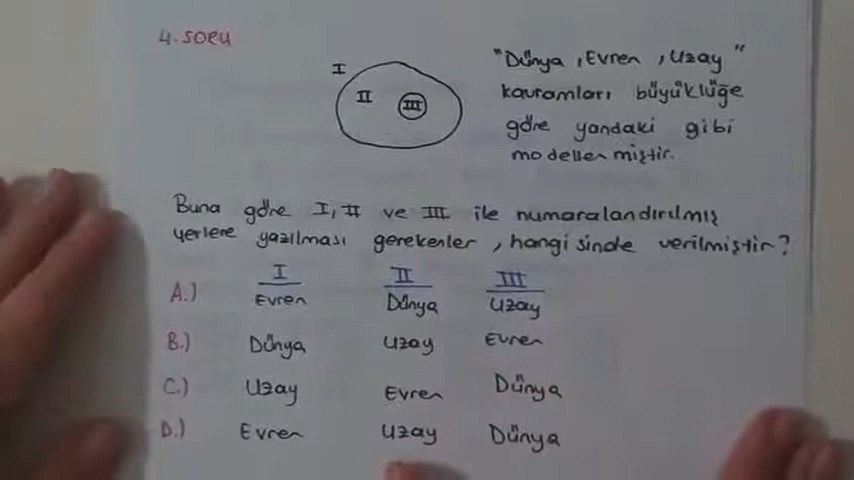 4. soru
I
II
III
"Dünya, Evren, Uzay"
kavramları büyüklüğe
göre yandaki gibi
modellenmiştir.
Buna göre I, II ve III ile numaralandırılmış
yerlere yazılması gerekenler, hangisinde verilmiştir?
I II III
A.) Evren Dünya Uzay
B.) Dünya Uzay Evren
C.) Uzay Evren Dünya
D.) Evren Uzay Dünya